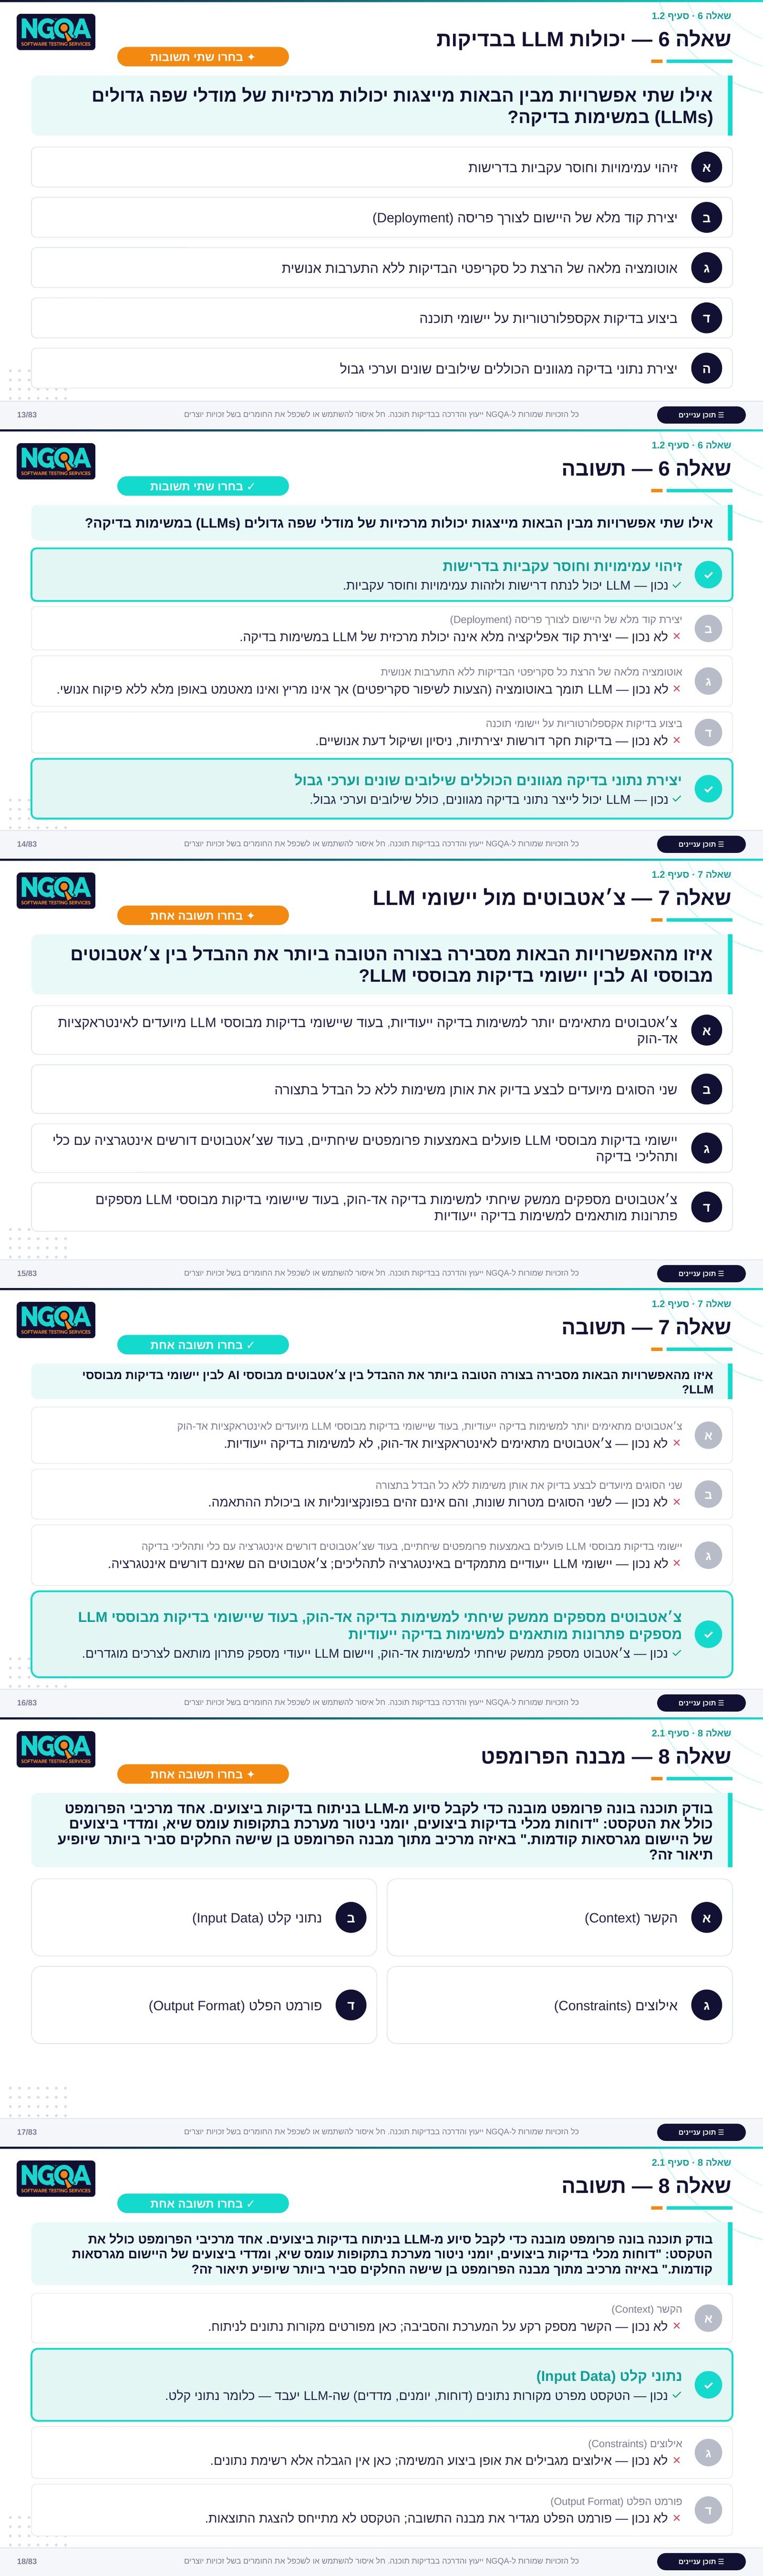 שאלה 6 · סעיף 1.2
שאלה 6 — יכולות LLM בבדיקות
NGQA
SOFTWARE TESTING SERVICES
✦ בחרו שתי תשובות
אילו שתי אפשרויות מבין הבאות מייצגות יכולות מרכזיות של מודלי שפה גדולים
(LLMs) במשימות בדיקה?
א
זיהוי עמימויות וחוסר עקביות בדרישות
ב
יצירת קוד מלא של היישום לצורך פריסה (Deployment)
ג
אוטומציה מלאה של הרצת כל סקריפטי הבדיקות ללא התערבות אנושית
ד
ביצוע בדיקות אקספלורטוריות על יישומי תוכנה
ה
יצירת נתוני בדיקה מגוונים הכוללים שילובים שונים וערכי גבול
☰ תוכן עניינים
כל הזכויות שמורות ל-NGQA ייעוץ והדרכה בבדיקות תוכנה. חל איסור להשתמש או לשכפל את החומרים בשל זכויות יוצרים
13/83
שאלה 6 · סעיף 1.2
שאלה 6 — תשובה
NGQA
SOFTWARE TESTING SERVICES
✓ בחרו שתי תשובות
אילו שתי אפשרויות מבין הבאות מייצגות יכולות מרכזיות של מודלי שפה גדולים (LLMs) במשימות בדיקה?
✓
זיהוי עמימויות וחוסר עקביות בדרישות
✓ נכון — LLM יכול לנתח דרישות ולזהות עמימויות וחוסר עקביות.
ב
יצירת קוד מלא של היישום לצורך פריסה (Deployment)
✕ לא נכון — יצירת קוד אפליקציה מלא אינה יכולת מרכזית של LLM במשימות בדיקה.
ג
אוטומציה מלאה של הרצת כל סקריפטי הבדיקות ללא התערבות אנושית
✕ לא נכון — LLM תומך באוטומציה (הצעות לשיפור סקריפטים) אך אינו מריץ ואינו מאטמט באופן מלא ללא פיקוח אנושי.
ד
ביצוע בדיקות אקספלורטוריות על יישומי תוכנה
✕ לא נכון — בדיקות חקר דורשות יצירתיות, ניסיון ושיקול דעת אנושיים.
✓
יצירת נתוני בדיקה מגוונים הכוללים שילובים שונים וערכי גבול
✓ נכון — LLM יכול לייצר נתוני בדיקה מגוונים, כולל שילובים וערכי גבול.
☰ תוכן עניינים
כל הזכויות שמורות ל-NGQA ייעוץ והדרכה בבדיקות תוכנה. חל איסור להשתמש או לשכפל את החומרים בשל זכויות יוצרים
14/83
שאלה 7 · סעיף 1.2
שאלה 7 — צ׳אטבוטים מול יישומי LLM
NGQA
SOFTWARE TESTING SERVICES
✦ בחרו תשובה אחת
איזו מהאפשרויות הבאות מסבירה בצורה הטובה ביותר את ההבדל בין צ׳אטבוטים
מבוססי AI לבין יישומי בדיקות מבוססי LLM?
א
צ׳אטבוטים מתאימים יותר למשימות בדיקה ייעודיות, בעוד שיישומי בדיקות מבוססי LLM מיועדים לאינטראקציות
אד-הוק
ב
שני הסוגים מיועדים לבצע בדיוק את אותן משימות ללא כל הבדל בתצורה
ג
יישומי בדיקות מבוססי LLM פועלים באמצעות פרומפטים שיחתיים, בעוד שצ׳אטבוטים דורשים אינטגרציה עם כלי
ותהליכי בדיקה
ד
צ׳אטבוטים מספקים ממשק שיחתי למשימות בדיקה אד-הוק, בעוד שיישומי בדיקות מבוססי LLM מספקים
פתרונות מותאמים למשימות בדיקה ייעודיות
☰ תוכן עניינים
כל הזכויות שמורות ל-NGQA ייעוץ והדרכה בבדיקות תוכנה. חל איסור להשתמש או לשכפל את החומרים בשל זכויות יוצרים
15/83
שאלה 7 · סעיף 1.2
שאלה 7 — תשובה
NGQA
SOFTWARE TESTING SERVICES
✓ בחרו תשובה אחת
איזו מהאפשרויות הבאות מסבירה בצורה הטובה ביותר את ההבדל בין צ׳אטבוטים מבוססי AI לבין יישומי בדיקות מבוססי
LLM?
א
צ׳אטבוטים מתאימים יותר למשימות בדיקה ייעודיות, בעוד שיישומי בדיקות מבוססי LLM מיועדים לאינטראקציות אד-הוק
✕ לא נכון — צ׳אטבוטים מתאימים לאינטראקציות אד-הוק, לא למשימות בדיקה ייעודיות.
ב
שני הסוגים מיועדים לבצע בדיוק את אותן משימות ללא כל הבדל בתצורה
✕ לא נכון — לשני הסוגים מטרות שונות, והם אינם זהים בפונקציונליות או ביכולת ההתאמה.
ג
יישומי בדיקות מבוססי LLM פועלים באמצעות פרומפטים שיחתיים, בעוד שצ׳אטבוטים דורשים אינטגרציה עם כלי ותהליכי בדיקה
✕ לא נכון — יישומי LLM ייעודיים מתמקדים באינטגרציה לתהליכים; צ׳אטבוטים הם שאינם דורשים אינטגרציה.
✓
צ׳אטבוטים מספקים ממשק שיחתי למשימות בדיקה אד-הוק, בעוד שיישומי בדיקות מבוססי LLM
מספקים פתרונות מותאמים למשימות בדיקה ייעודיות
✓ נכון — צ׳אטבוט מספק ממשק שיחתי למשימות אד-הוק, ויישום LLM ייעודי מספק פתרון מותאם לצרכים מוגדרים.
☰ תוכן עניינים
כל הזכויות שמורות ל-NGQA ייעוץ והדרכה בבדיקות תוכנה. חל איסור להשתמש או לשכפל את החומרים בשל זכויות יוצרים
16/83
שאלה 8 · סעיף 2.1
שאלה 8 — מבנה הפרומפט
NGQA
SOFTWARE TESTING SERVICES
✦ בחרו תשובה אחת
בודק תוכנה בונה פרומפט מובנה כדי לקבל סיוע מ-LLM בניתוח בדיקות ביצועים. אחד מרכיבי הפרומפט
כולל את הטקסט: "דוחות מכלי בדיקות ביצועים, יומני ניטור מערכת בתקופות עומס שיא, ומדדי ביצועים
של היישום מגרסאות קודמות." באיזה מרכיב מתוך מבנה הפרומפט בן שישה החלקים סביר ביותר שיופיע
תיאור זה?
א
הקשר (Context)
ב
נתוני קלט (Input Data)
ג
אילוצים (Constraints)
ד
פורמט הפלט (Output Format)
☰ תוכן עניינים
כל הזכויות שמורות ל-NGQA ייעוץ והדרכה בבדיקות תוכנה. חל איסור להשתמש או לשכפל את החומרים בשל זכויות יוצרים
17/83
שאלה 8 · סעיף 2.1
שאלה 8 — תשובה
NGQA
SOFTWARE TESTING SERVICES
✓ בחרו תשובה אחת
בודק תוכנה בונה פרומפט מובנה כדי לקבל סיוע מ-LLM בניתוח בדיקות ביצועים. אחד מרכיבי הפרומפט כולל את
הטקסט: "דוחות מכלי בדיקות ביצועים, יומני ניטור מערכת בתקופות עומס שיא, ומדדי ביצועים של היישום מגרסאות
קודמות." באיזה מרכיב מתוך מבנה הפרומפט בן שישה החלקים סביר ביותר שיופיע תיאור זה?
א
הקשר (Context)
✕ לא נכון — הקשר מספק רקע על המערכת והסביבה; כאן מפורטים מקורות נתונים לניתוח.
✓
נתוני קלט (Input Data)
✓ נכון — הטקסט מפרט מקורות נתונים (דוחות, יומנים, מדדים) שה-LLM יעבד — כלומר נתוני קלט.
ג
אילוצים (Constraints)
✕ לא נכון — אילוצים מגבילים את אופן ביצוע המשימה; כאן אין הגבלה אלא רשימת נתונים.
ד
פורמט הפלט (Output Format)
✕ לא נכון — פורמט הפלט מגדיר את מבנה התשובה; הטקסט לא מתייחס להצגת התוצאות.
☰ תוכן עניינים
כל הזכויות שמורות ל-NGQA ייעוץ והדרכה בבדיקות תוכנה. חל איסור להשתמש או לשכפל את החומרים בשל זכויות יוצרים
18/83